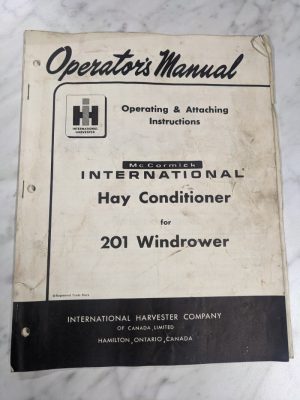 Operator's Manual
IH
INTERNATIONAL
HARVESTER
Operating & Attaching
Instructions
McCormick
INTERNATIONAL
Hay Conditioner
for
201 Windrower
®Registered Trade Mark
INTERNATIONAL HARVESTER COMPANY
OF CANADA, LIMITED
HAMILTON, ONTARIO, CANADA